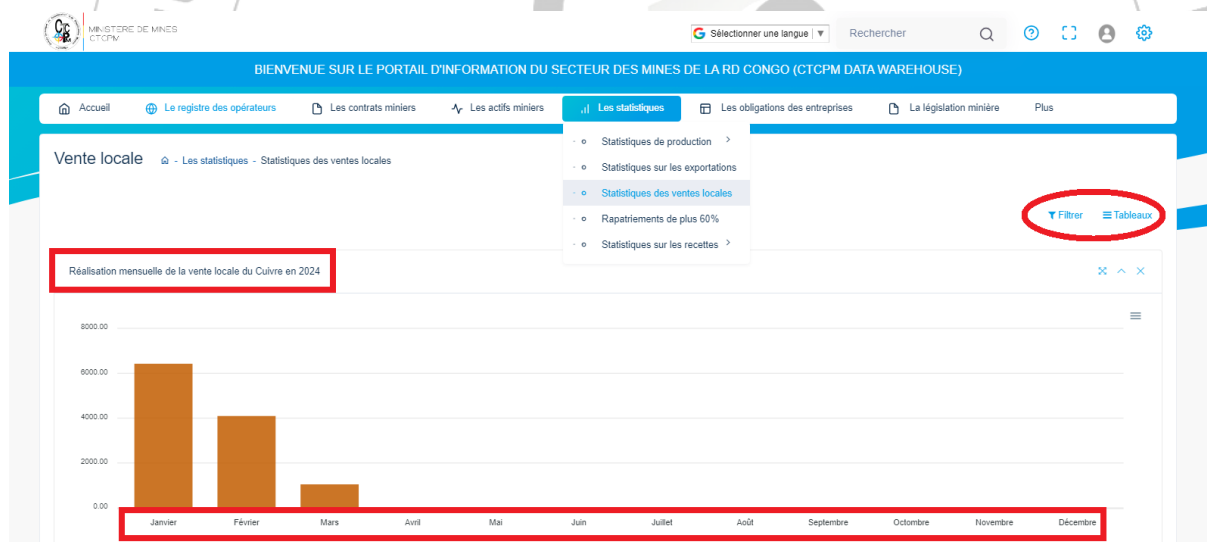 MINISTERE DE MINES
CTCPM
Sélectionner une langue
Rechercher
BIENVENUE SUR LE PORTAIL D'INFORMATION DU SECTEUR DES MINES DE LA RD CONGO (CTCPM DATA WAREHOUSE)
Accueil Le registre des opérateurs Les contrats miniers Les actifs miniers Les statistiques Les obligations des entreprises La législation minière Plus
Statistiques de production
Statistiques sur les exportations
Statistiques des ventes locales
Rapatriements de plus 60%
Statistiques sur les recettes
Vente locale - Les statistiques - Statistiques des ventes locales
Filtrer Tableaux
Réalisation mensuelle de la vente locale du Cuivre en 2024
8000.00
6000.00
4000.00
2000.00
0.00
Janvier Février Mars Avril Mai Juin Juillet Août Septembre Octombre Novembre Décembre